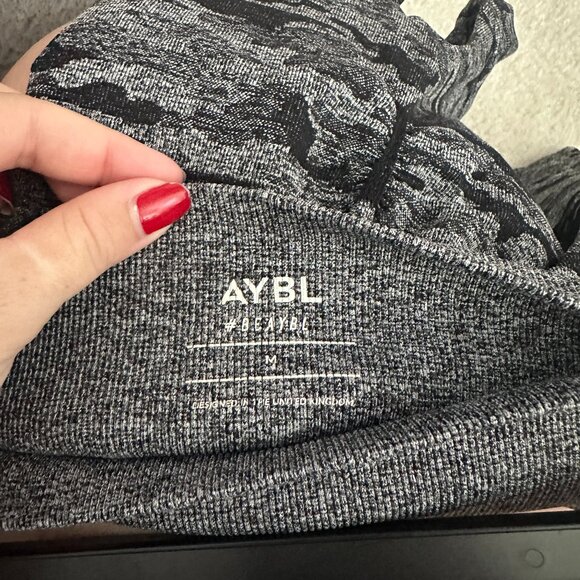 AYBL
#BEAYBL
M
DESIGNED IN THE UNITED KINGDOM